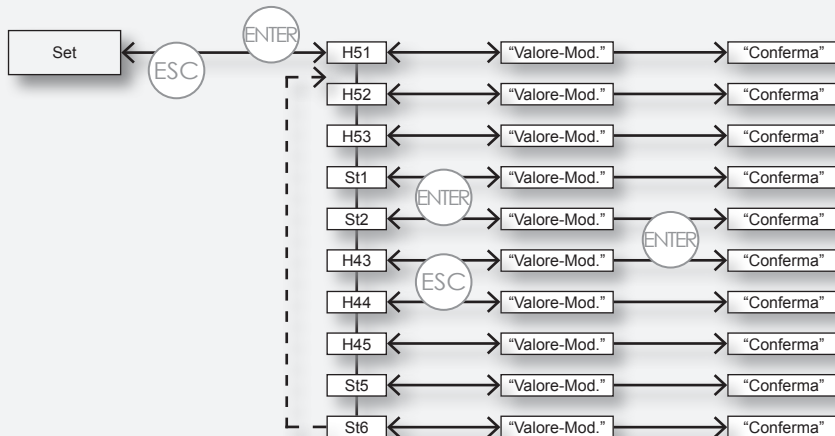 ENTER
Set
ESC
H51 “Valore-Mod.” “Conferma”
H52 “Valore-Mod.” “Conferma”
H53 “Valore-Mod.” “Conferma”
St1 “Valore-Mod.” “Conferma”
ENTER
St2 “Valore-Mod.” “Conferma”
ENTER
H43 “Valore-Mod.” “Conferma”
ESC
H44 “Valore-Mod.” “Conferma”
H45 “Valore-Mod.” “Conferma”
St5 “Valore-Mod.” “Conferma”
St6 “Valore-Mod.” “Conferma”